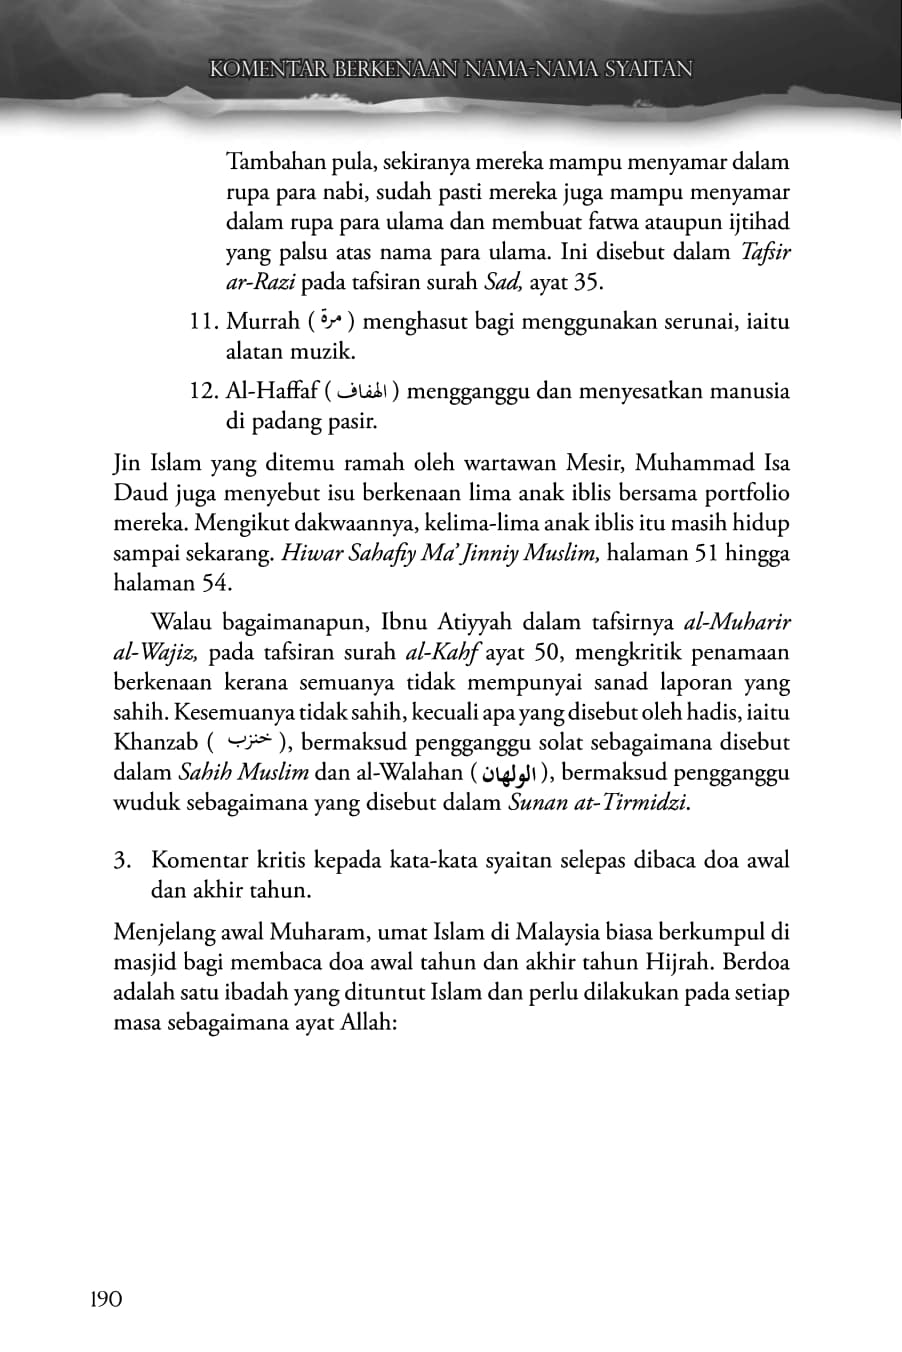 KOMENTAR BERKENAAN NAMA-NAMA SYAITAN
Tambahan pula, sekiranya mereka mampu menyamar dalam
rupa para nabi, sudah pasti mereka juga mampu menyamar
dalam rupa para ulama dan membuat fatwa ataupun ijtihad
yang palsu atas nama para ulama. Ini disebut dalam Tafsir
ar-Razi pada tafsiran surah Sad, ayat 35.
11. Murrah ( مرة ) menghasut bagi menggunakan serunai, iaitu
alatan muzik.
12. Al-Haffaf ( الهفاف ) mengganggu dan menyesatkan manusia
di padang pasir.
Jin Islam yang ditemu ramah oleh wartawan Mesir, Muhammad Isa
Daud juga menyebut isu berkenaan lima anak iblis bersama portfolio
mereka. Mengikut dakwaannya, kelima-lima anak iblis itu masih hidup
sampai sekarang. Hiwar Sahafiy Ma’ Jinniy Muslim, halaman 51 hingga
halaman 54.
Walau bagaimanapun, Ibnu Atiyyah dalam tafsirnya al-Muharir
al-Wajiz, pada tafsiran surah al-Kahf ayat 50, mengkritik penamaan
berkenaan kerana semuanya tidak mempunyai sanad laporan yang
sahih. Kesemuanya tidak sahih, kecuali apa yang disebut oleh hadis, iaitu
Khanzab ( خنزب ), bermaksud pengganggu solat sebagaimana disebut
dalam Sahih Muslim dan al-Walahan ( الولهان ), bermaksud pengganggu
wuduk sebagaimana yang disebut dalam Sunan at-Tirmidzi.
3. Komentar kritis kepada kata-kata syaitan selepas dibaca doa awal
dan akhir tahun.
Menjelang awal Muharam, umat Islam di Malaysia biasa berkumpul di
masjid bagi membaca doa awal tahun dan akhir tahun Hijrah. Berdoa
adalah satu ibadah yang dituntut Islam dan perlu dilakukan pada setiap
masa sebagaimana ayat Allah:
190